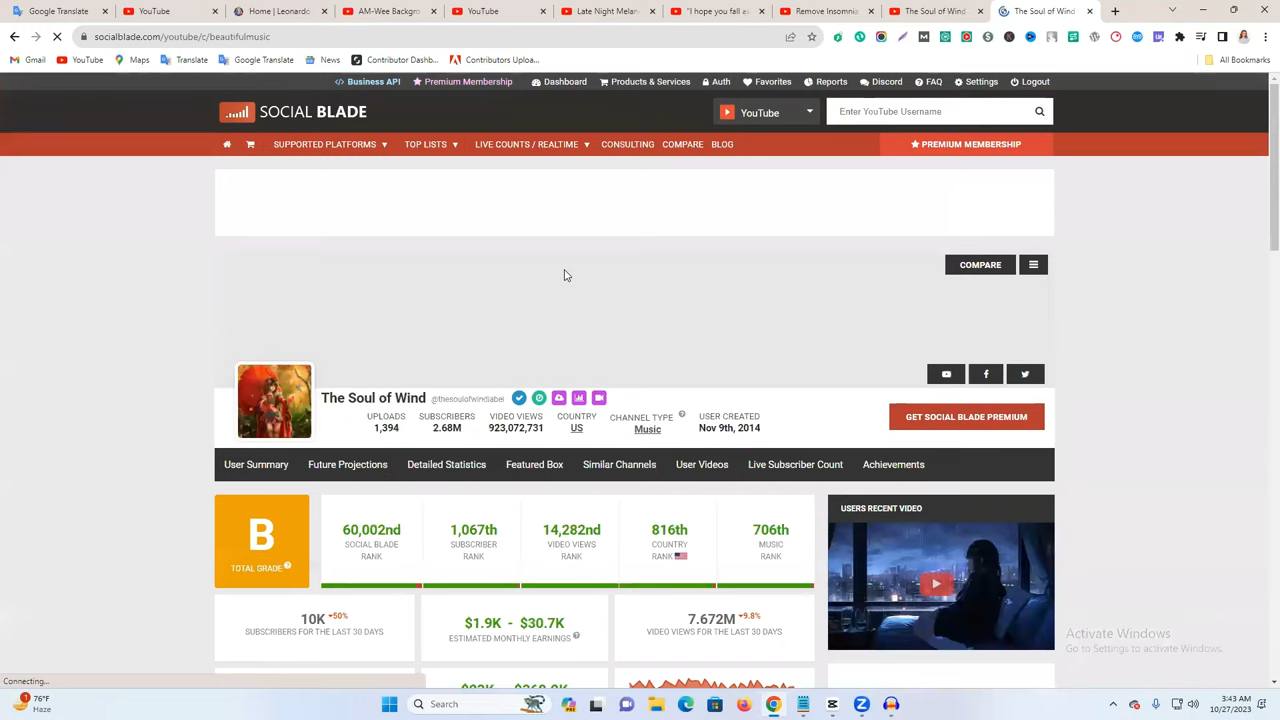 YouTube
Home | Leonardo
AM-Wee Backgro
YouTube
Late Night Melan
"I hope you fall as
Remove Insomnia
The Soul of Wind
The Soul of Wind
socialblade.com/youtube/c/beautifulmusic
Gmail YouTube Maps Translate Google Translate News Contributor Dashb... Contributors Uploa... All Bookmarks
Business API Premium Membership Dashboard Products & Services Auth Favorites Reports Discord FAQ Settings Logout
SOCIAL BLADE YouTube Enter YouTube Username
SUPPORTED PLATFORMS TOP LISTS LIVE COUNTS / REALTIME CONSULTING COMPARE BLOG PREMIUM MEMBERSHIP
COMPARE
The Soul of Wind @thesoulofwindlabel
UPLOADS SUBSCRIBERS VIDEO VIEWS COUNTRY CHANNEL TYPE USER CREATED
1,394 2.68M 923,072,731 US Music Nov 9th, 2014
GET SOCIAL BLADE PREMIUM
User Summary Future Projections Detailed Statistics Featured Box Similar Channels User Videos Live Subscriber Count Achievements
B
TOTAL GRADE
60,002nd
SOCIAL BLADE
RANK
1,067th
SUBSCRIBER
RANK
14,282nd
VIDEO VIEWS
RANK
816th
COUNTRY
RANK
706th
MUSIC
RANK
USERS RECENT VIDEO
10K 50%
SUBSCRIBERS FOR THE LAST 30 DAYS
$1.9K - $30.7K
ESTIMATED MONTHLY EARNINGS
7.672M 9.8%
VIDEO VIEWS FOR THE LAST 30 DAYS
Activate Windows
Go to Settings to activate Windows.
Connecting...
76°F
Haze
Search
3:43 AM
10/27/2023